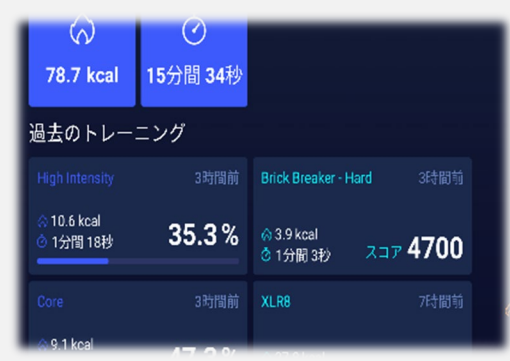 78.7 kcal
15分間 34秒
過去のトレーニング
High Intensity
3時間前
10.6 kcal
1分間 18秒
35.3 %
Brick Breaker - Hard
3時間前
3.9 kcal
1分間 3秒
スコア 4700
Core
3時間前
9.1 kcal
XLR8
7時間前